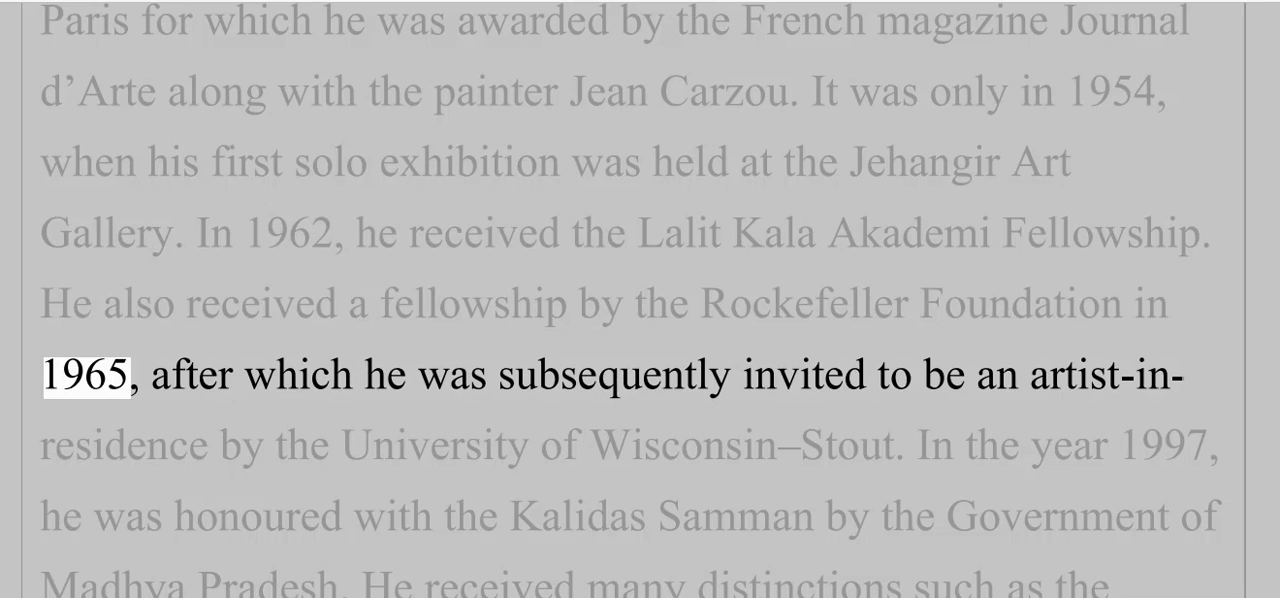 Paris for which he was awarded by the French magazine Journal
d’Arte along with the painter Jean Carzou. It was only in 1954,
when his first solo exhibition was held at the Jehangir Art
Gallery. In 1962, he received the Lalit Kala Akademi Fellowship.
He also received a fellowship by the Rockefeller Foundation in
1965, after which he was subsequently invited to be an artist-in-
residence by the University of Wisconsin–Stout. In the year 1997,
he was honoured with the Kalidas Samman by the Government of
Madhya Pradesh. He received many distinctions such as the